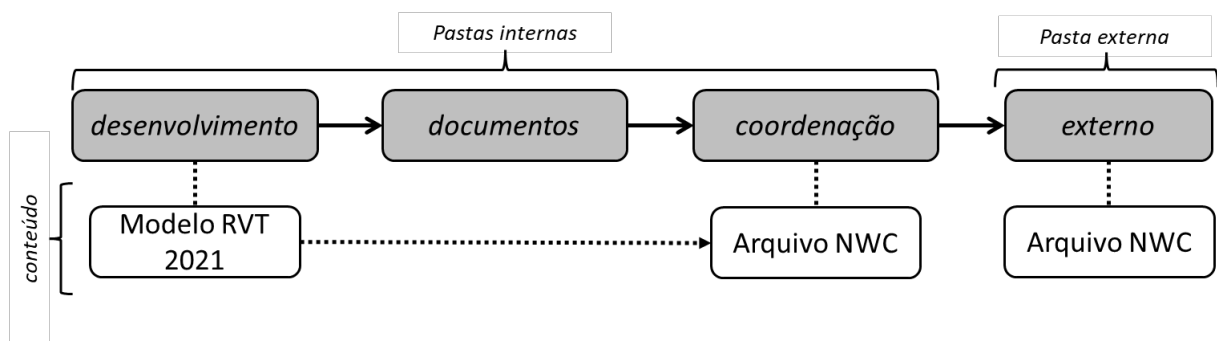 Pastas internas
Pasta externa
desenvolvimento
documentos
coordenação
externo
conteúdo
Modelo RVT
2021
Arquivo NWC
Arquivo NWC